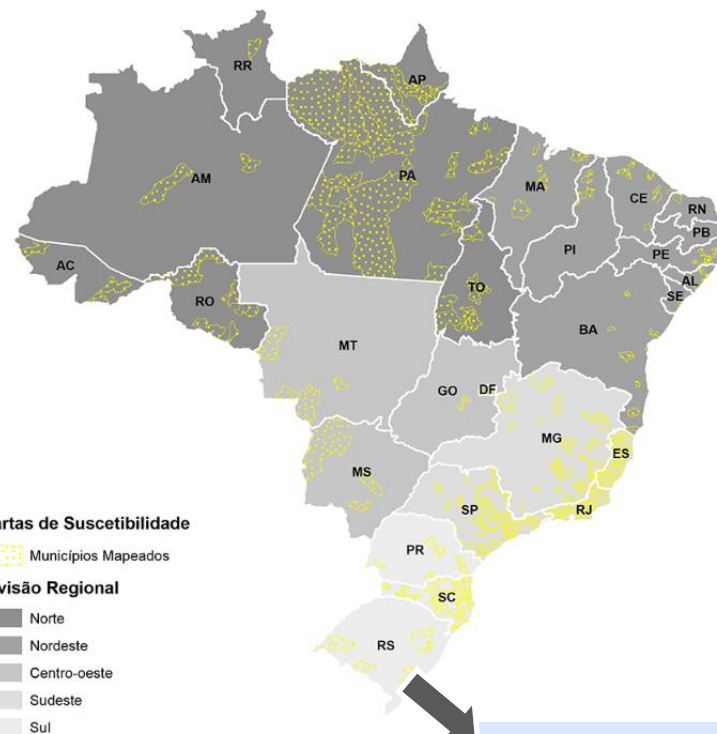 RR
AP
AM
PA
MA
CE
RN
PB
PI
PE
AC
AL
TO
SE
RO
BA
MT
GO
DF
MG
ES
MS
SP
RJ
PR
SC
RS
artas de Suscetibilidade
Municípios Mapeados
visão Regional
Norte
Nordeste
Centro-oeste
Sudeste
Sul